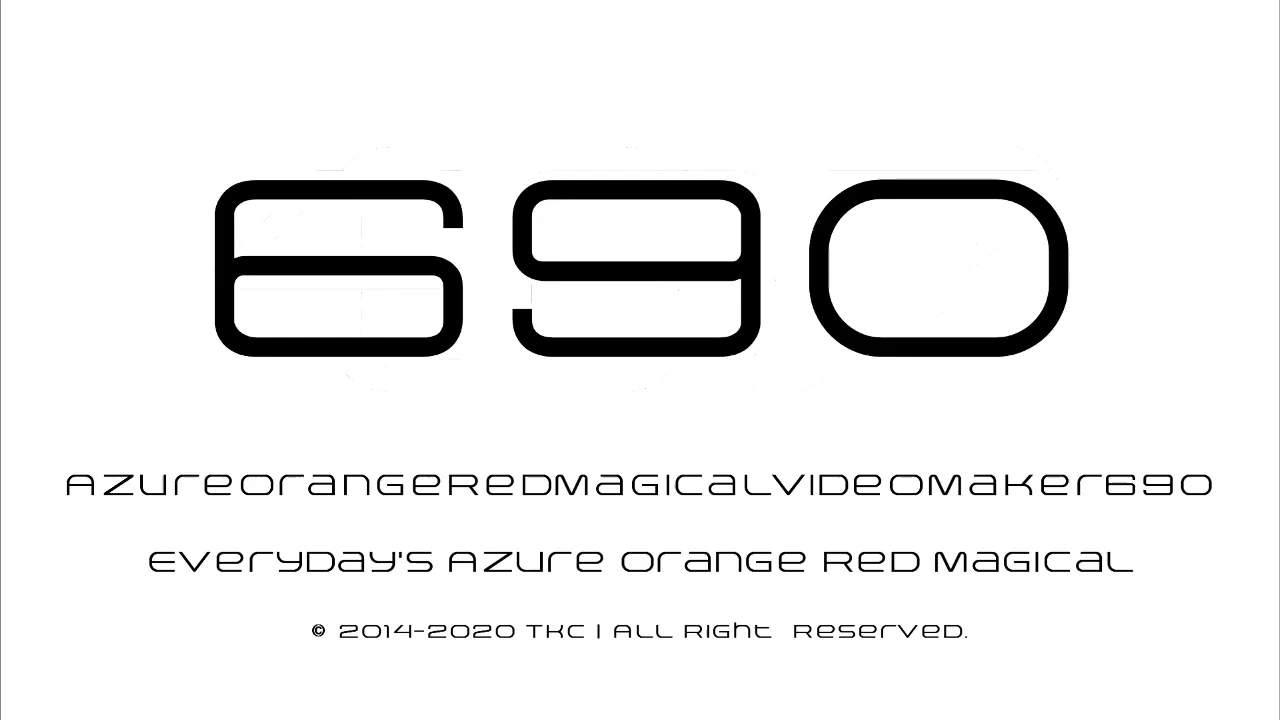 690
AzureOrangeRedMagicalVideoMaker690
Everyday's Azure Orange Red Magical
© 2014-2020 TKC | All Right  Reserved.